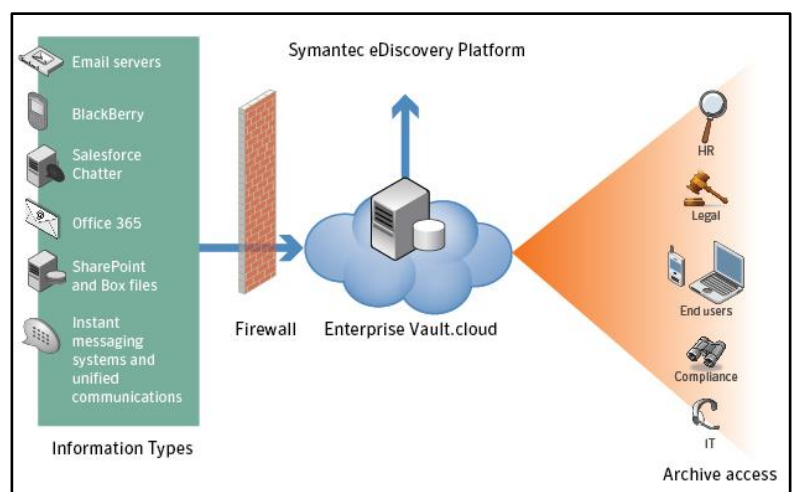 Symantec eDiscovery Platform
Email servers
BlackBerry
Salesforce
Chatter
Office 365
SharePoint
and Box files
Instant
messaging
systems and
unified
communications
Information Types
Firewall
Enterprise Vault.cloud
HR
Legal
End users
Compliance
IT
Archive access